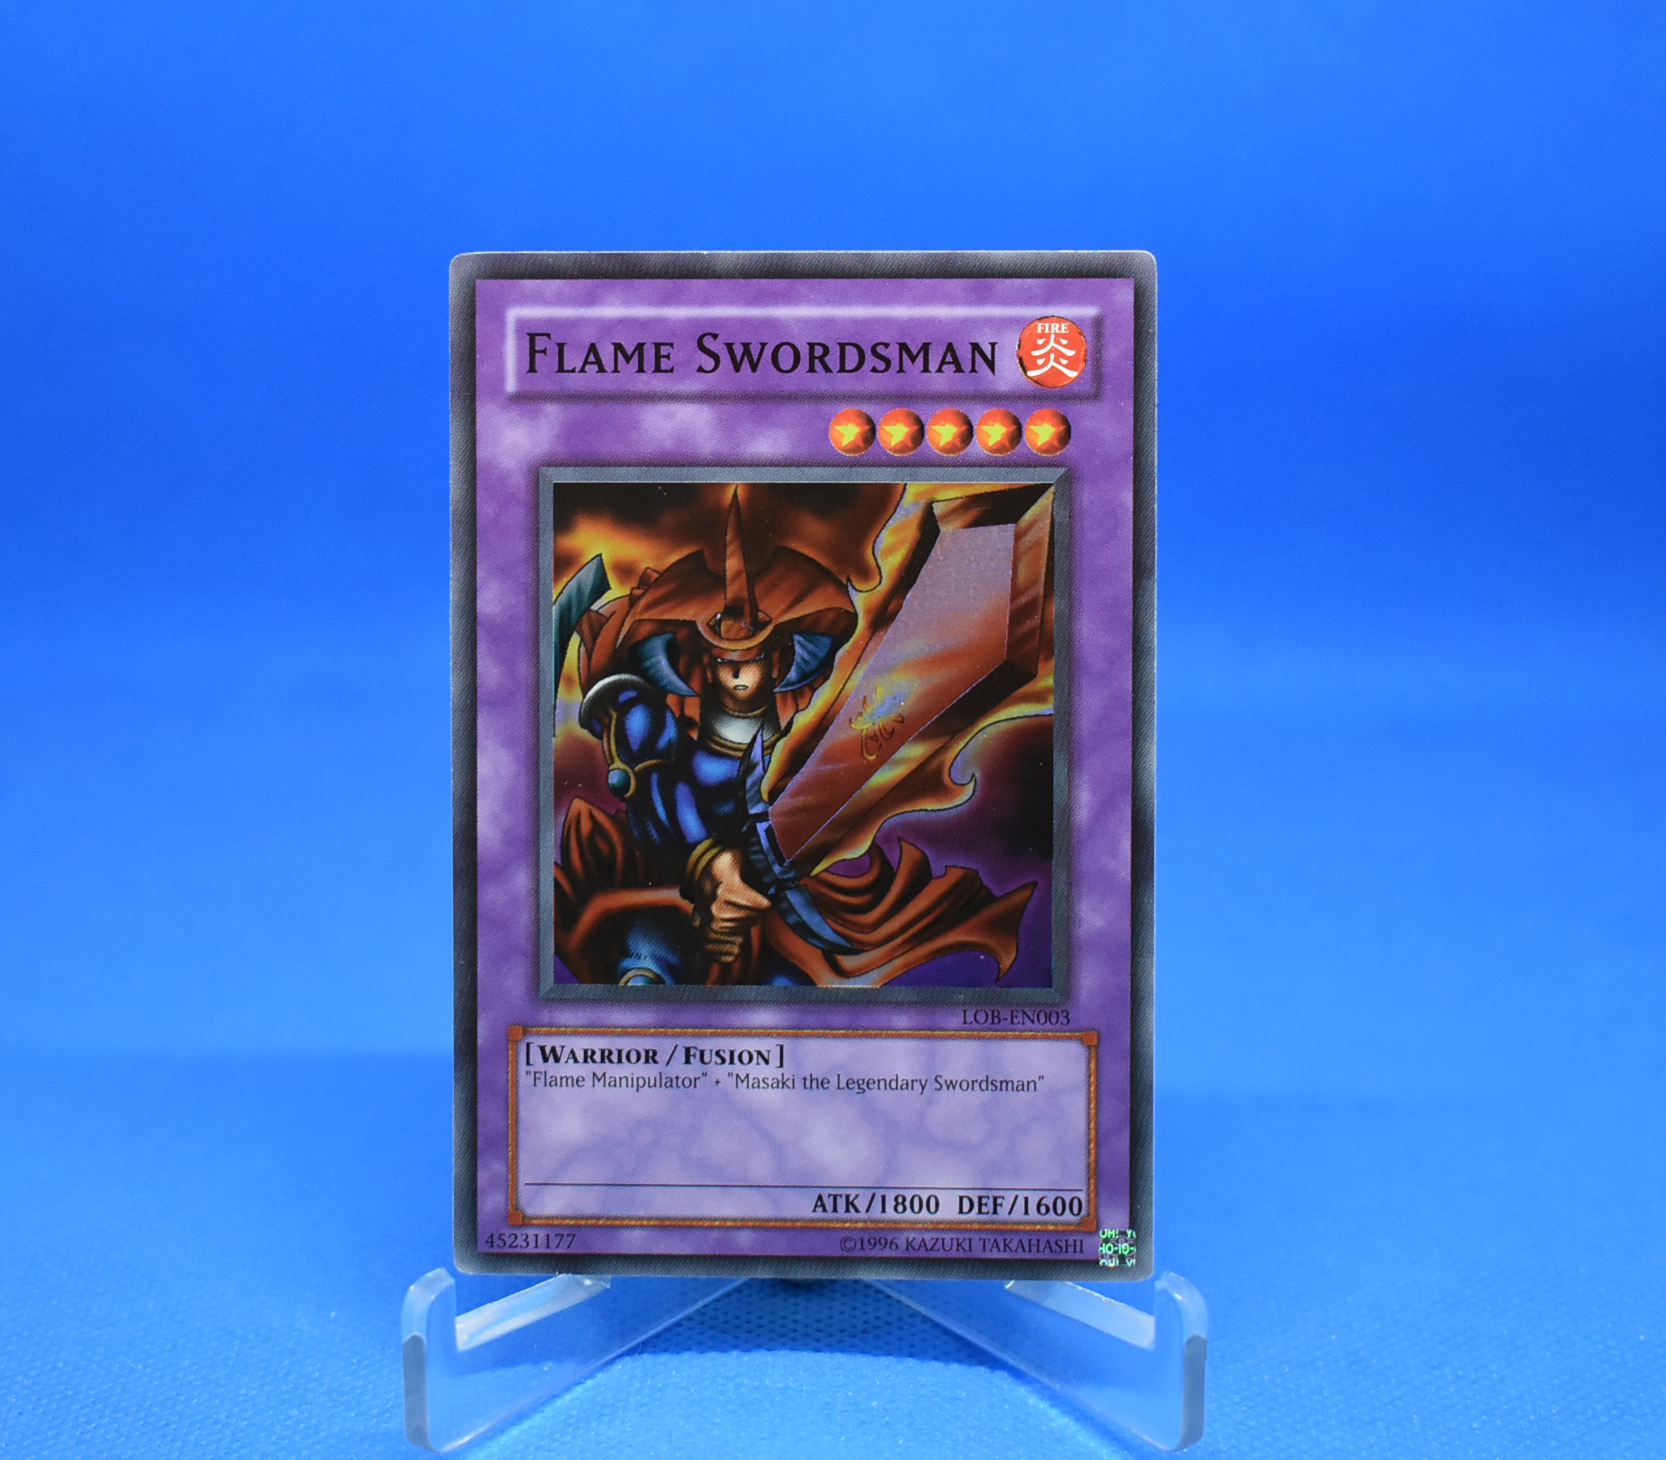 FLAME SWORDSMAN
FIRE
炎
LOB-EN003
[WARRIOR/FUSION]
"Flame Manipulator" + "Masaki the Legendary Swordsman"
ATK/1800 DEF/1600
45231177
©1996 KAZUKI TAKAHASHI